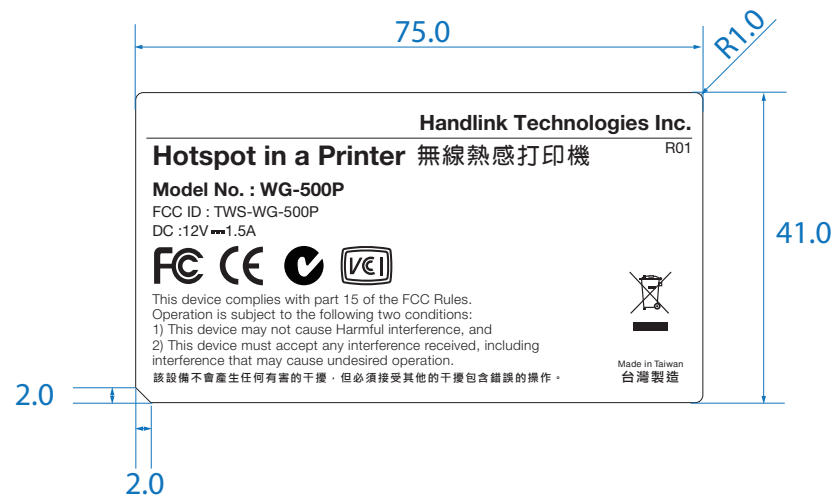 75.0
R1.0
Handlink Technologies Inc.
Hotspot in a Printer 無線熱感打印機
R01
Model No. : WG-500P
FCC ID : TWS-WG-500P
DC :12V⎓1.5A
41.0
FC CE VCI
This device complies with part 15 of the FCC Rules.
Operation is subject to the following two conditions:
1) This device may not cause Harmful interference, and
2) This device must accept any interference received, including
interference that may cause undesired operation.
該設備不會產生任何有害的干擾，但必須接受其他的干擾包含錯誤的操作。
Made in Taiwan
台灣製造
2.0
2.0